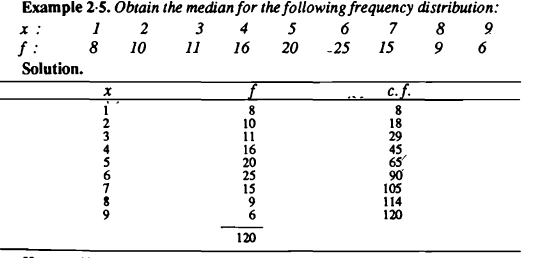 Example 2·5. Obtain the median for the following frequency distribution:
x : 1 2 3 4 5 6 7 8 9
f : 8 10 11 16 20 25 15 9 6
Solution.
x f c.f.
1 8 8
2 10 18
3 11 29
4 16 45
5 20 65
6 25 90
7 15 105
8 9 114
9 6 120
120